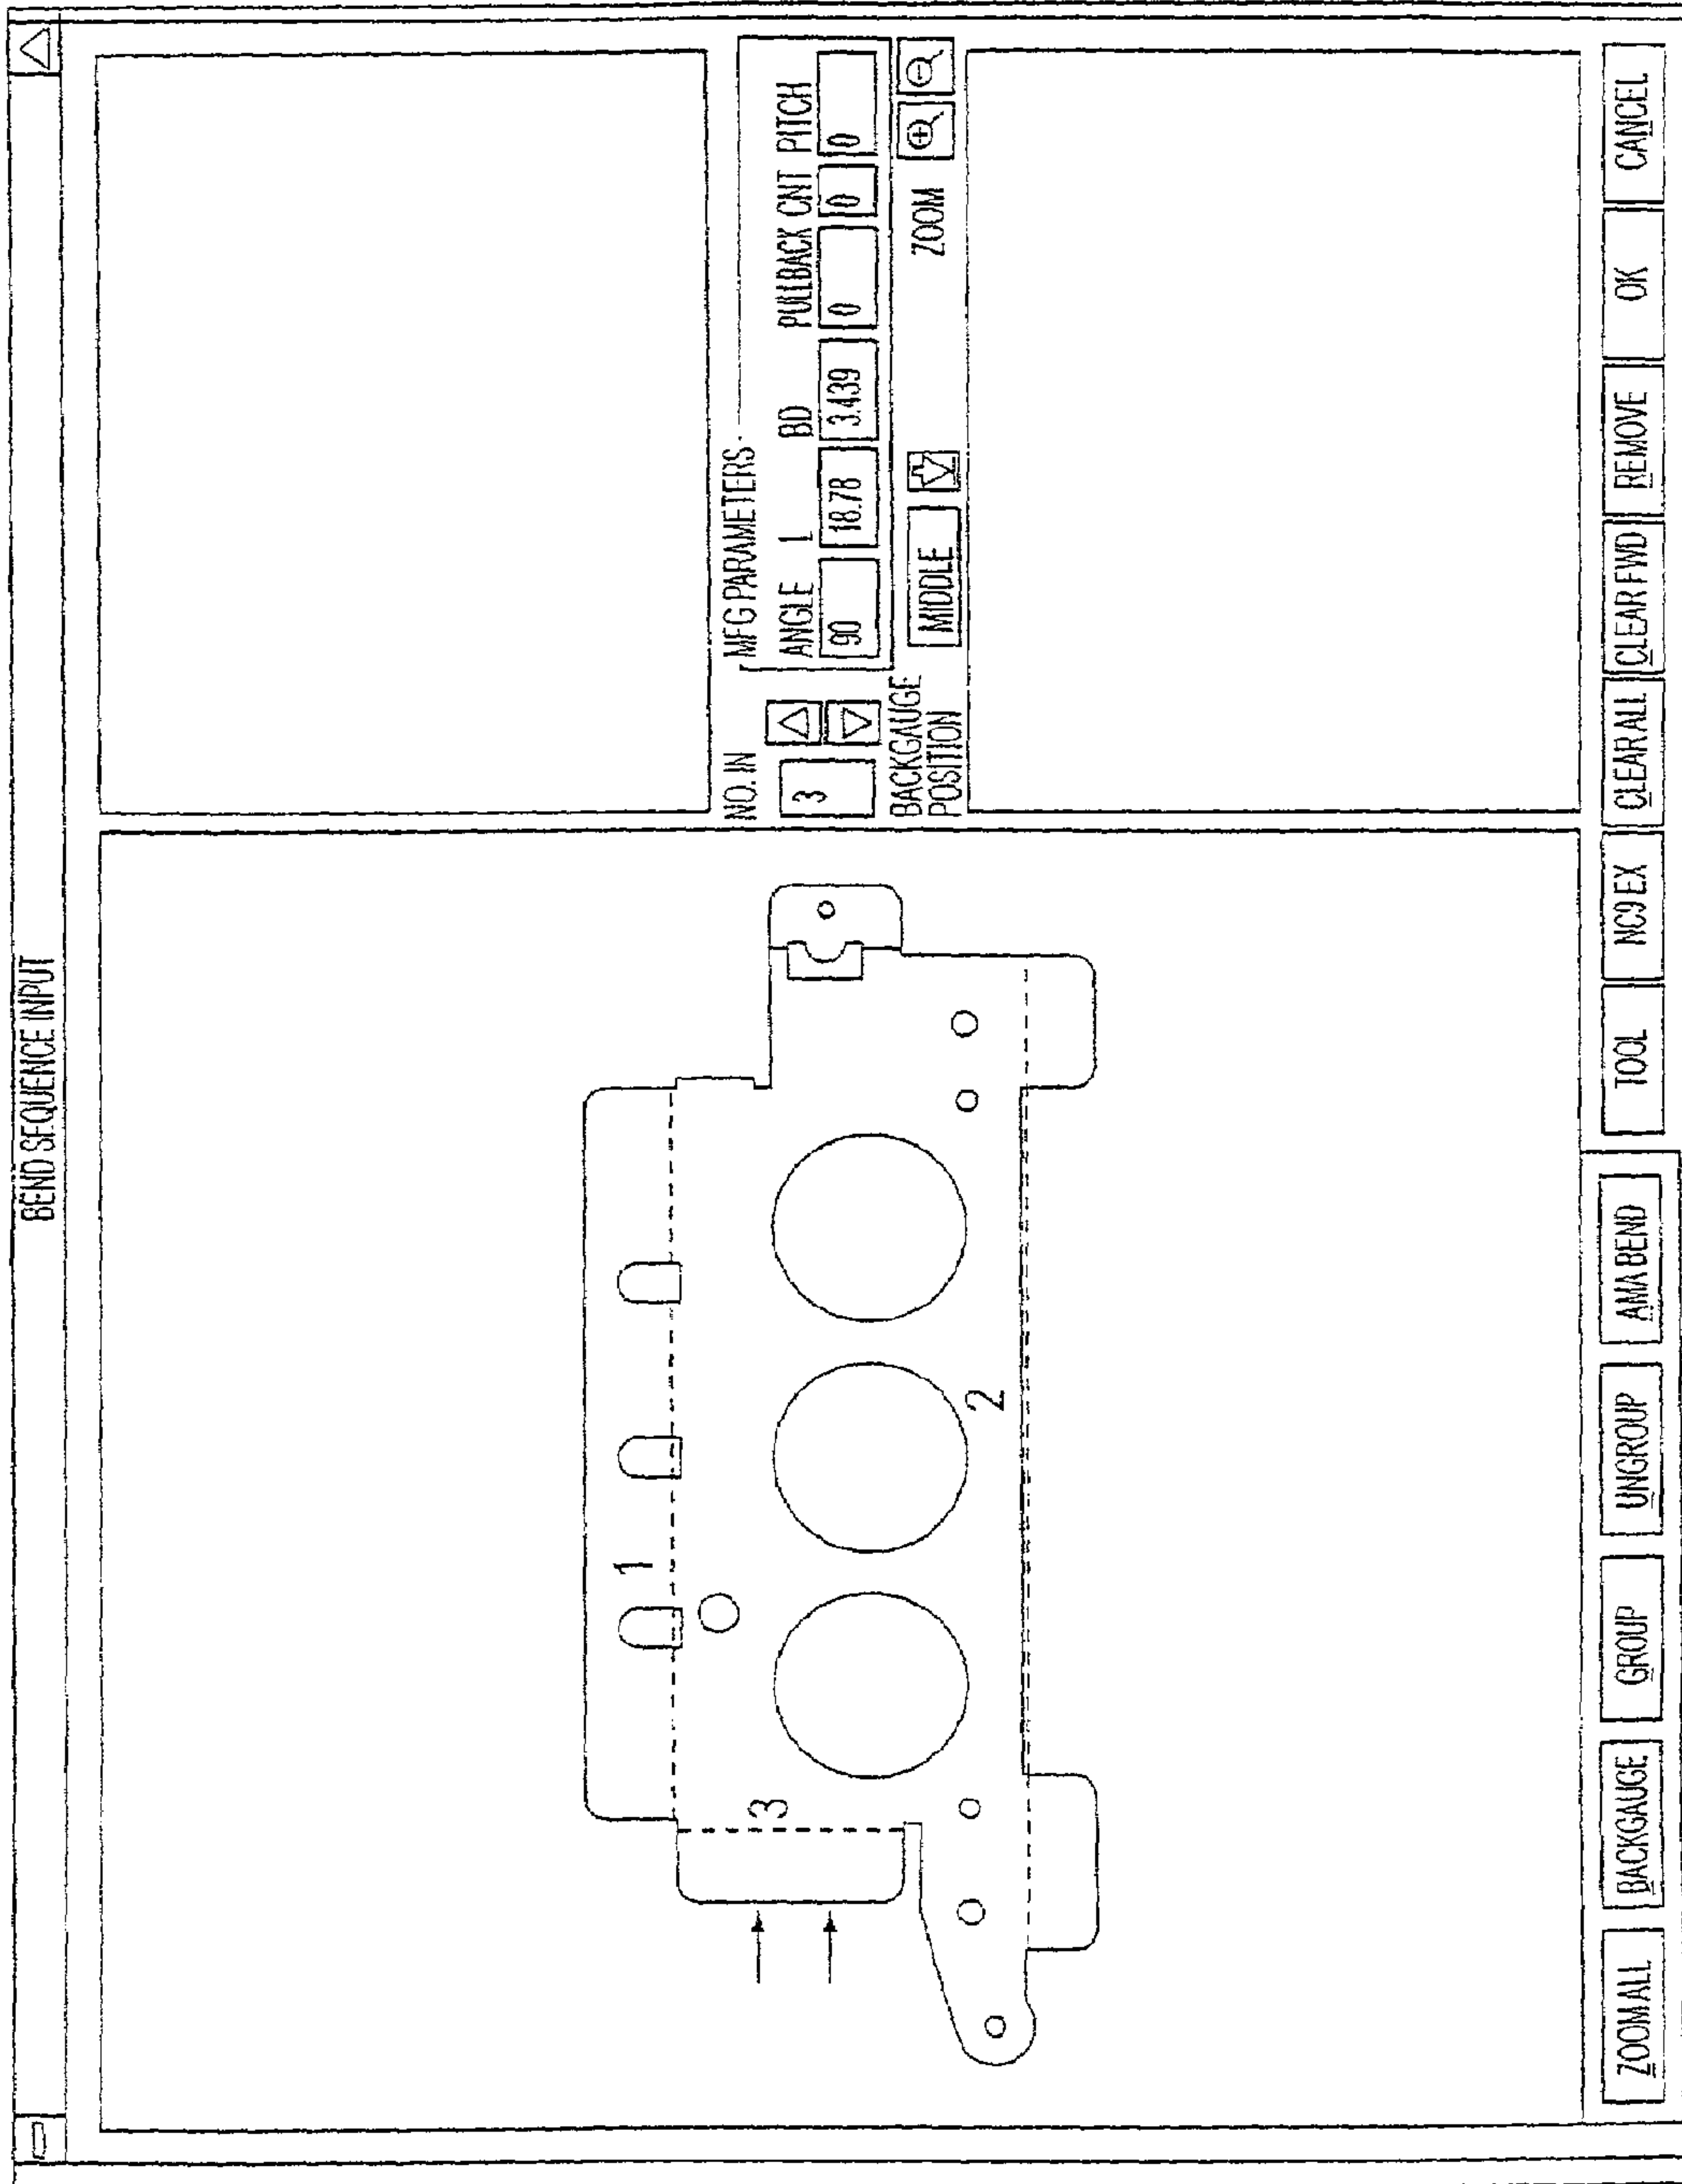 BEND SEQUENCE INPUT
1
2
3
NO. IN
3
MFG PARAMETERS
ANGLE L BD PULLBACK CNT PITCH
90 18.78 3.439 0 0 0
BACKGAUGE
POSITION
MIDDLE
ZOOM
ZOOM ALL BACKGAUGE GROUP UNGROUP AMA BEND TOOL NC9 EX CLEAR ALL CLEAR FWD REMOVE OK CANCEL